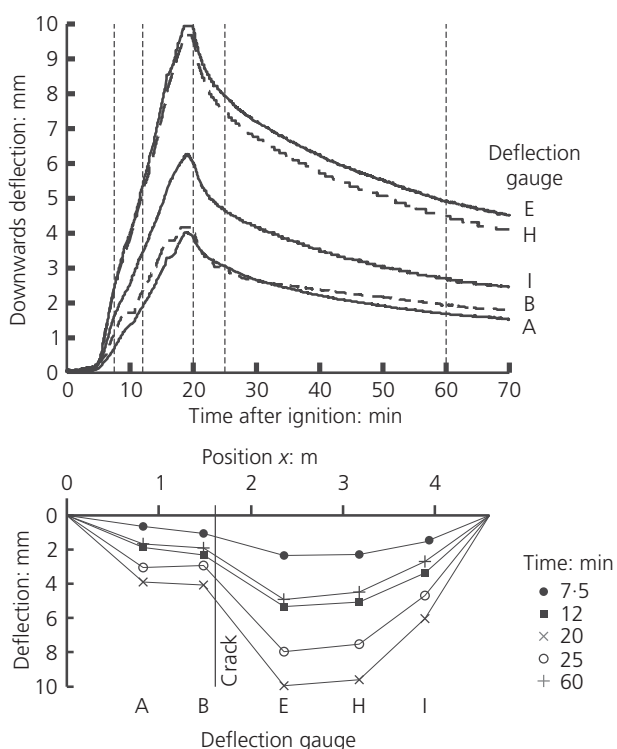 10
9
8
7
6
5
4
3
2
1
0
Downwards deflection: mm
0 10 20 30 40 50 60 70
Time after ignition: min
Deflection
gauge
E
H
I
B
A
Position x: m
0 1 2 3 4
0
2
4
6
8
10
Deflection: mm
Crack
A B E H I
Deflection gauge
Time: min
7·5
12
20
25
60